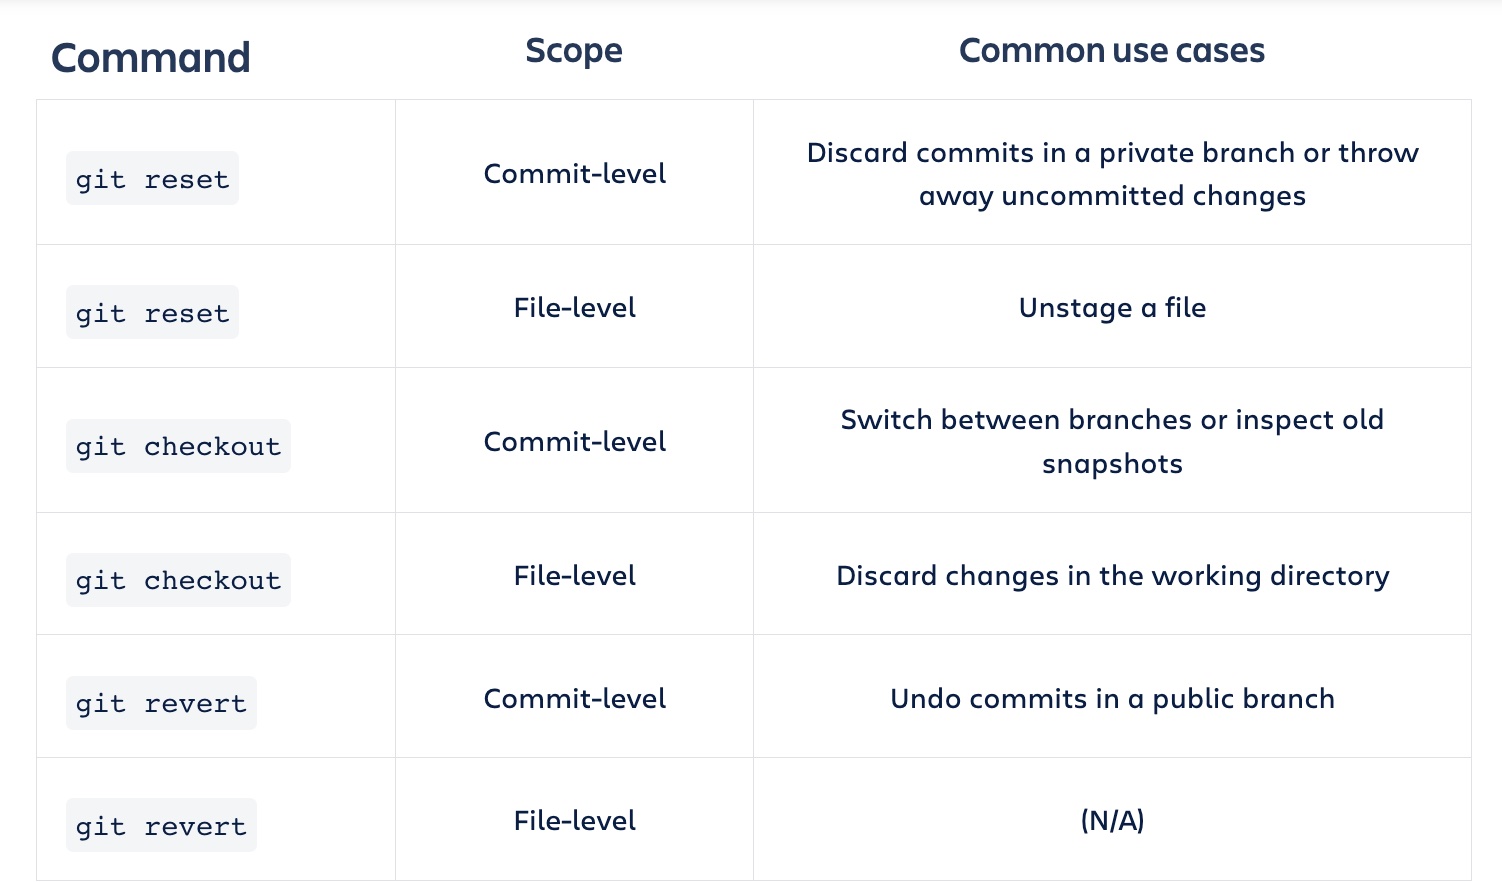 Command Scope Common use cases
git reset Commit-level Discard commits in a private branch or throw
away uncommitted changes
git reset File-level Unstage a file
git checkout Commit-level Switch between branches or inspect old
snapshots
git checkout File-level Discard changes in the working directory
git revert Commit-level Undo commits in a public branch
git revert File-level (N/A)